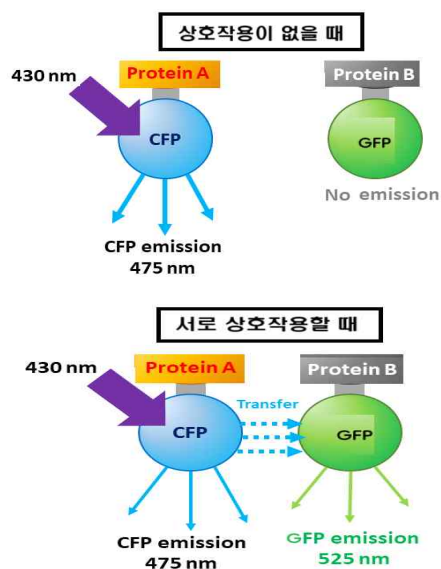 상호작용이 없을 때
430 nm
Protein A
Protein B
CFP
GFP
No emission
CFP emission
475 nm
서로 상호작용할 때
430 nm
Protein A
Protein B
Transfer
CFP
GFP
CFP emission
475 nm
GFP emission
525 nm